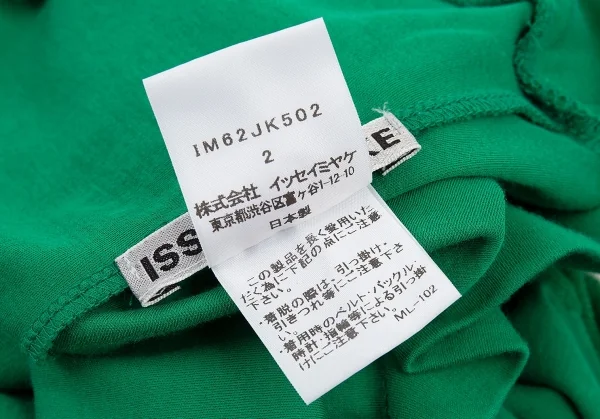 IM62JK502
2
株式会社 イッセイミヤケ
東京都渋谷区富ヶ谷1-12-10
日本製
ISS
KE
この製品を長く愛用いた
だく為に下記の点にご注意
下さい。
・着脱の際は、引っ掛け・
引きつれ等にご注意下さ
い。
・着用時のベルト・バックル・
時計・指輪等による引っ掛
けにご注意下さい。
ML-102